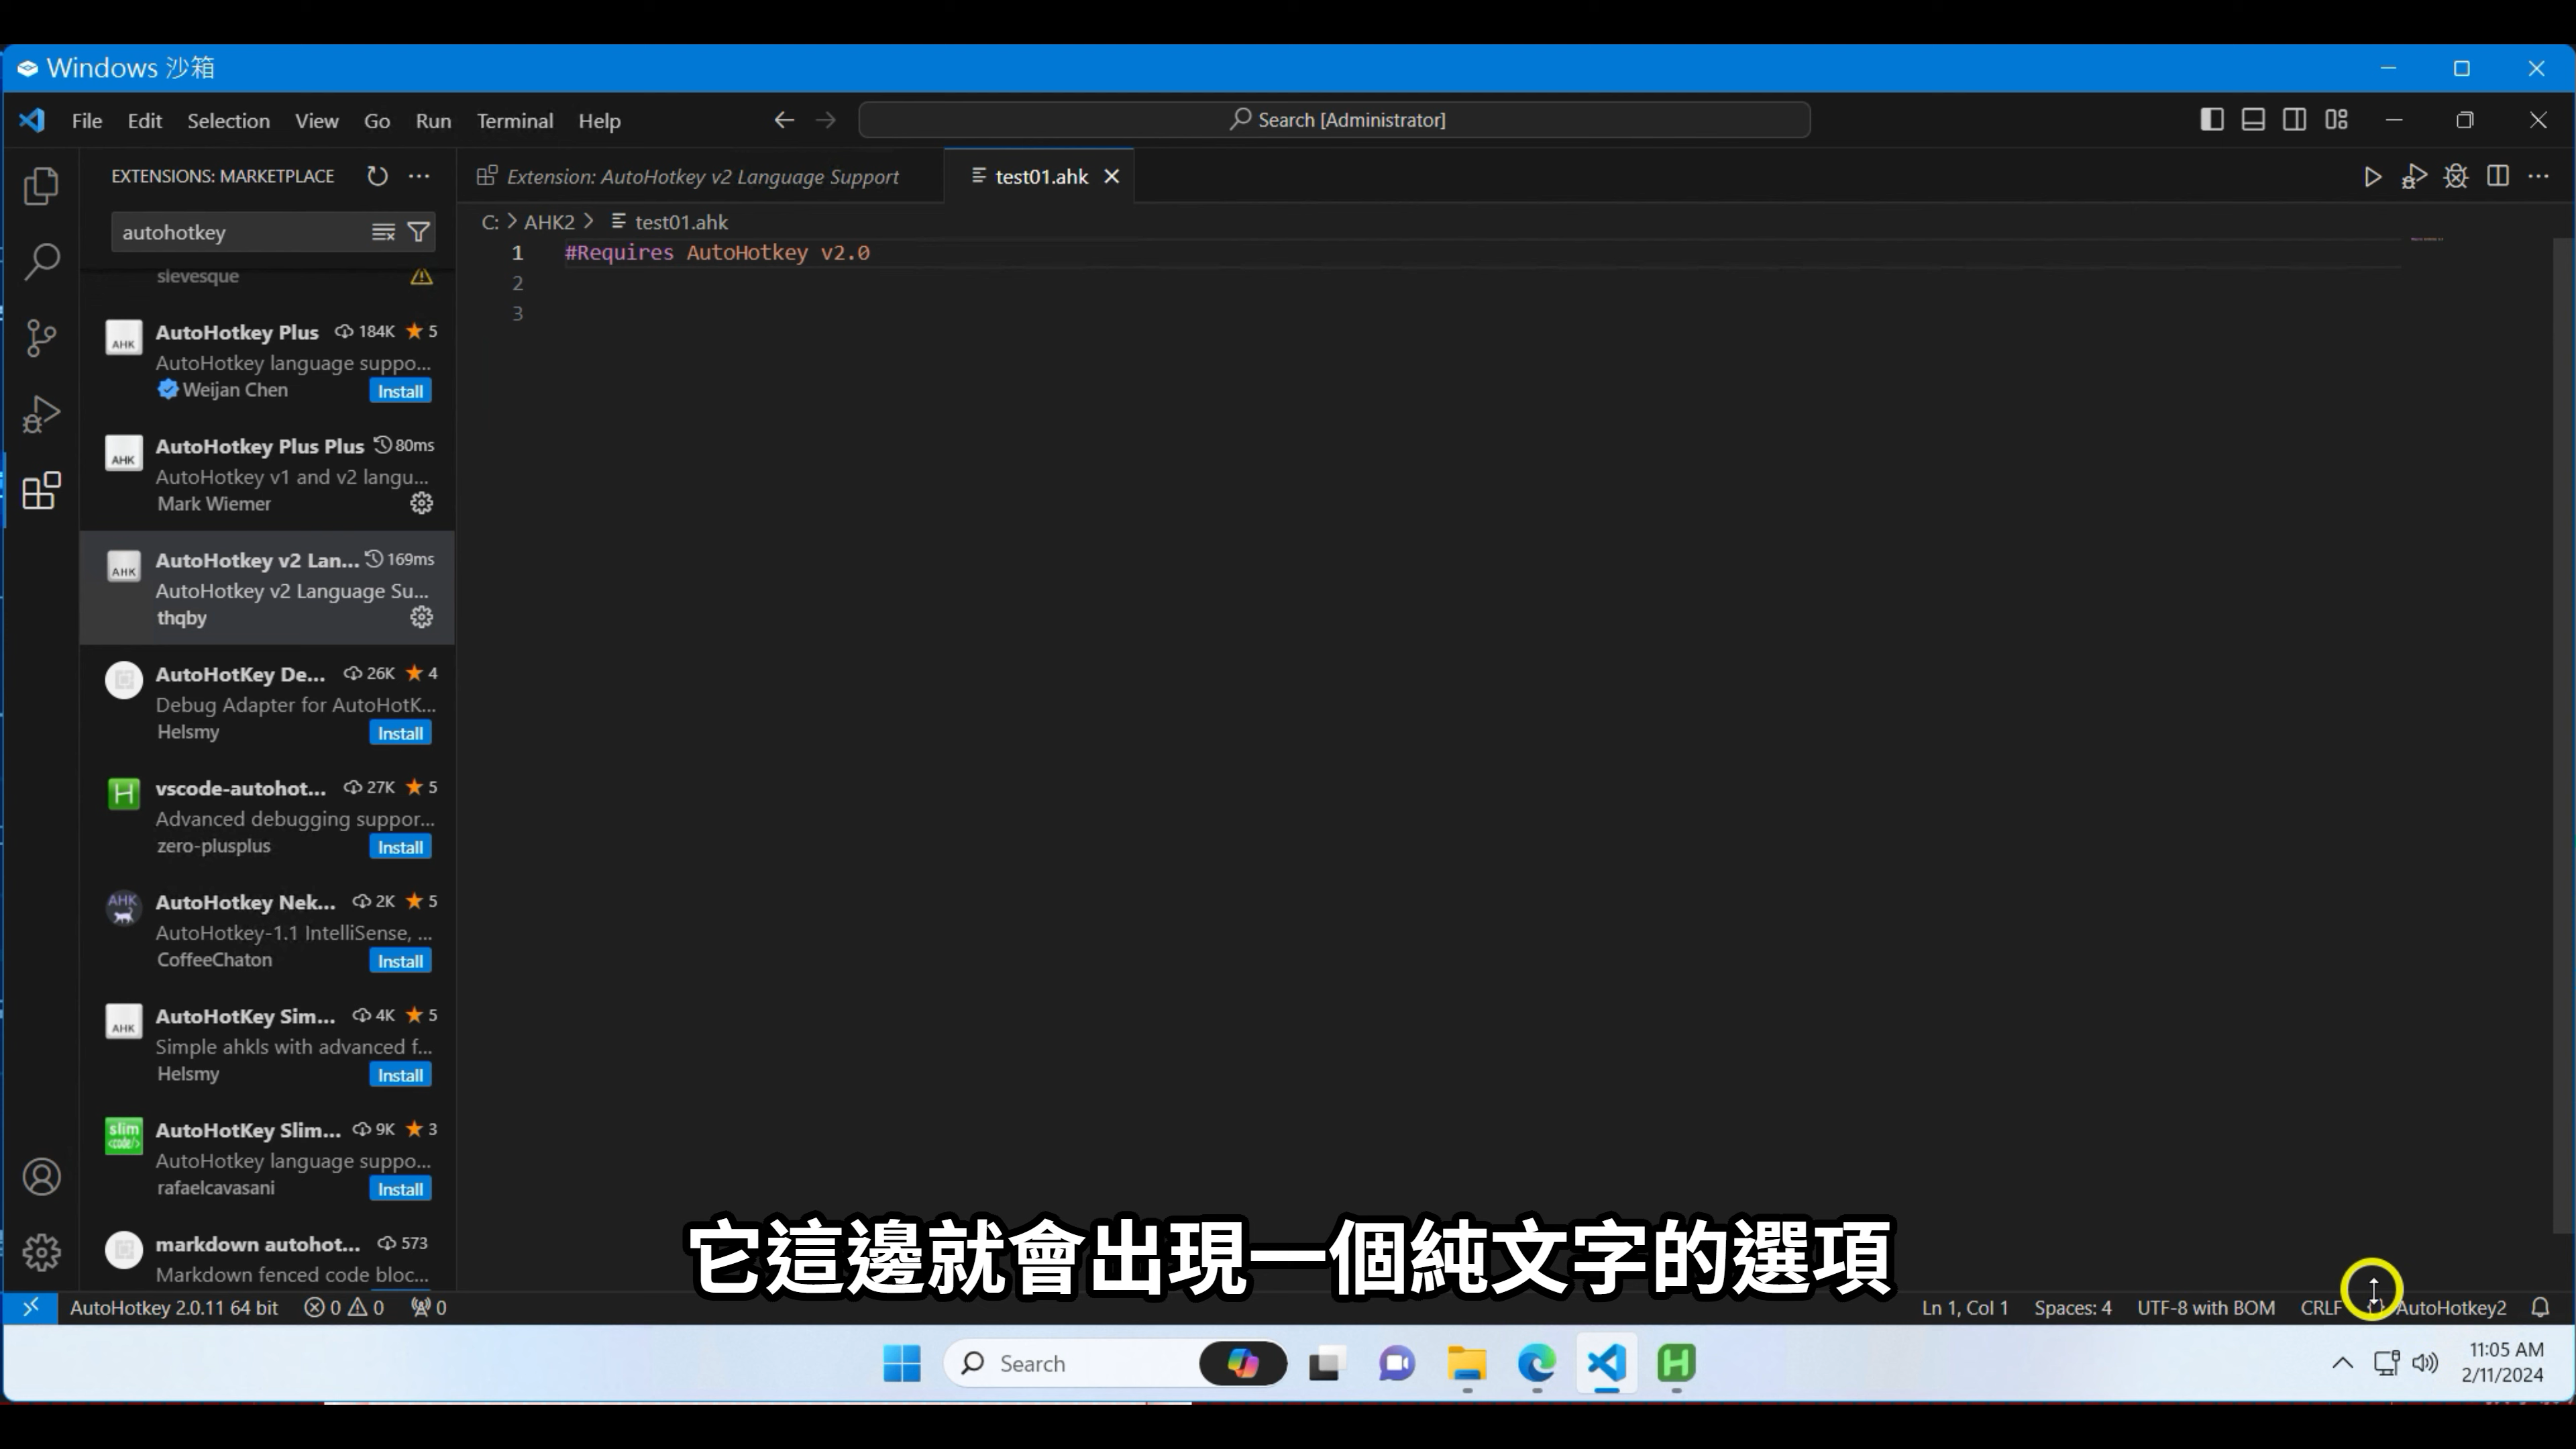 Windows 沙箱
File Edit Selection View Go Run Terminal Help
Search [Administrator]
EXTENSIONS: MARKETPLACE
Extension: AutoHotkey v2 Language Support
test01.ahk
autohotkey
C: > AHK2 > test01.ahk
1 #Requires AutoHotkey v2.0
2
3
slevesque
AutoHotkey Plus 184K 5
AutoHotkey language suppo...
Weijan Chen Install
AutoHotkey Plus Plus 80ms
AutoHotkey v1 and v2 langu...
Mark Wiemer
AutoHotkey v2 Lan... 169ms
AutoHotkey v2 Language Su...
thqby
AutoHotKey De... 26K 4
Debug Adapter for AutoHotK...
Helsmy Install
vscode-autohot... 27K 5
Advanced debugging suppor...
zero-plusplus Install
AutoHotkey Nek... 2K 5
AutoHotkey-1.1 IntelliSense, ...
CoffeeChaton Install
AutoHotKey Sim... 4K 5
Simple ahkls with advanced f...
Helsmy Install
AutoHotKey Slim... 9K 3
AutoHotkey language suppo...
rafaelcavasani Install
markdown autohot... 573
Markdown fenced code bloc...
它這邊就會出現一個純文字的選項
AutoHotkey 2.0.11 64 bit 0 0 0
Ln 1, Col 1 Spaces: 4 UTF-8 with BOM CRLF AutoHotkey2
Search
11:05 AM
2/11/2024